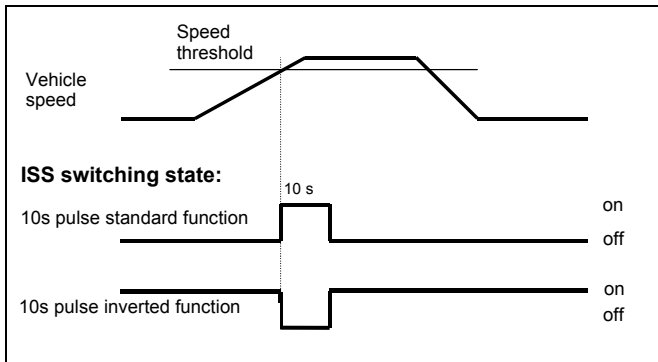 Speed
threshold
Vehicle
speed
ISS switching state:
10 s
10s pulse standard function
on
off
10s pulse inverted function
on
off